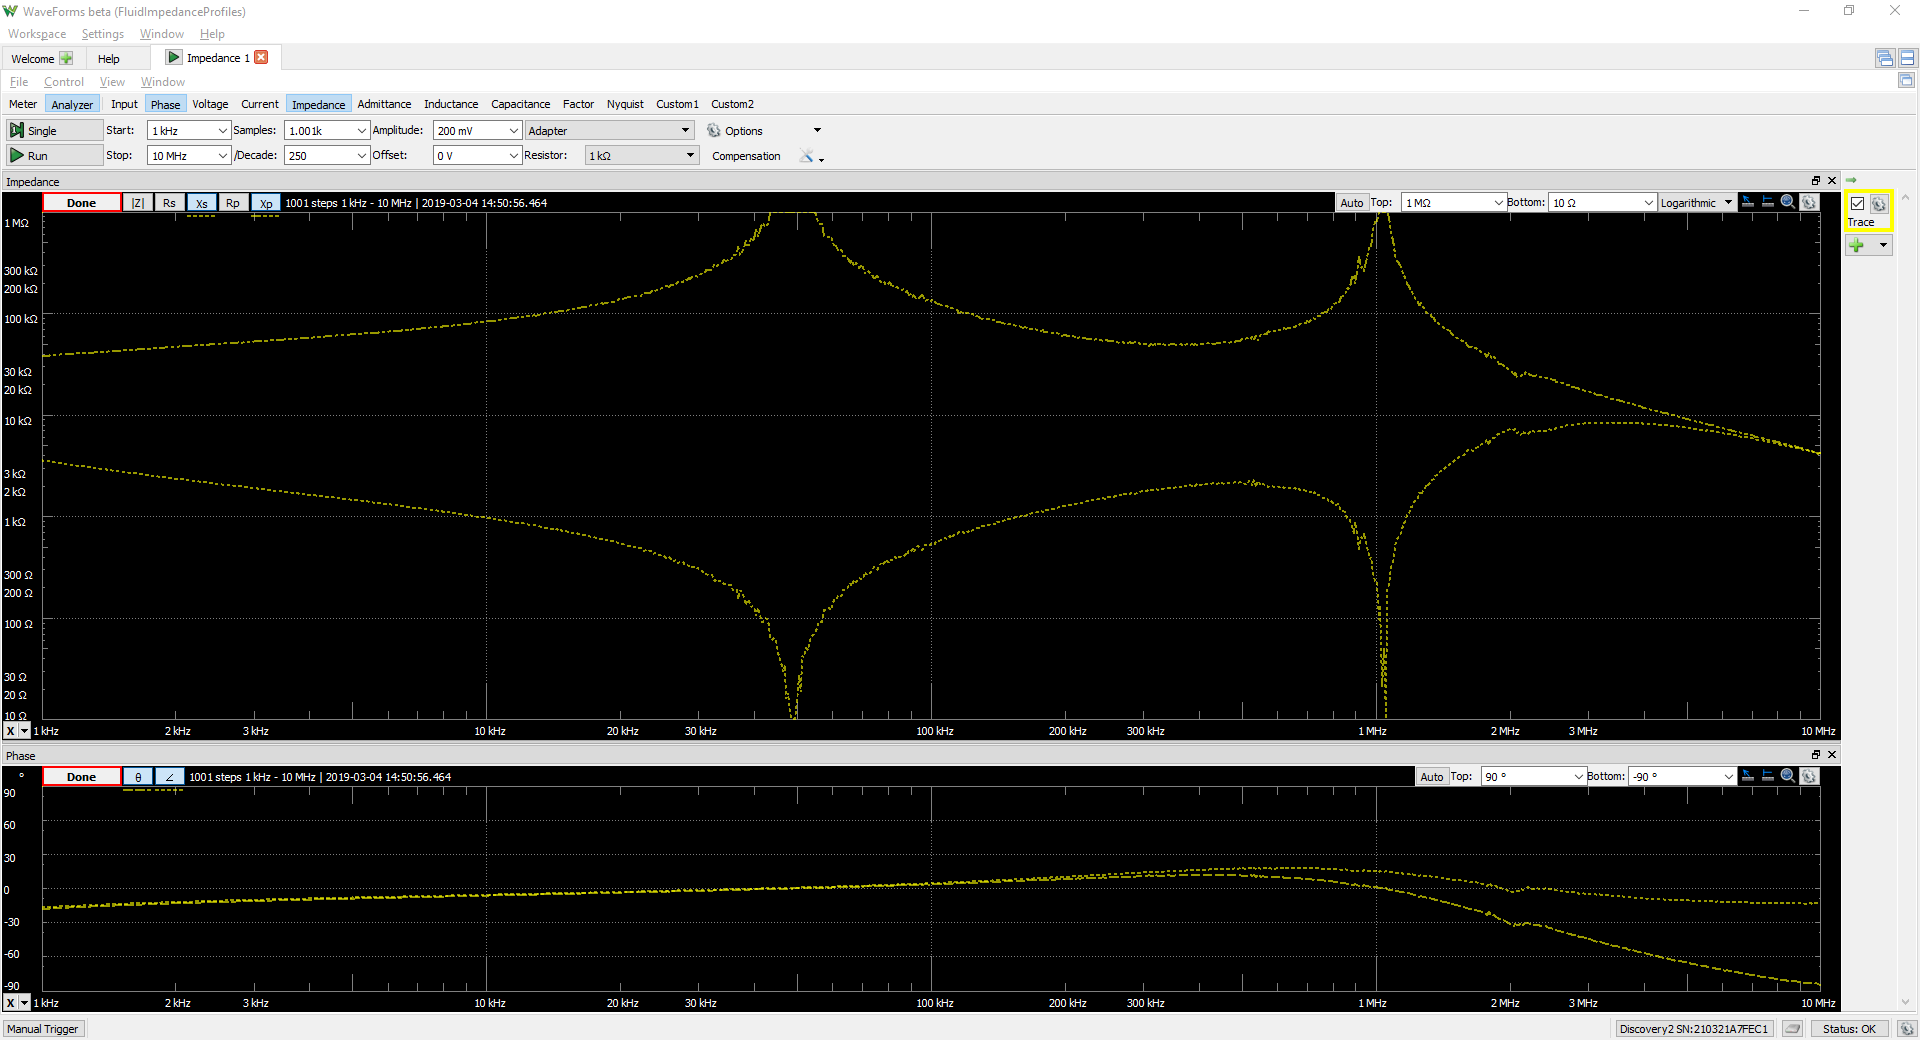 WaveForms beta (FluidImpedanceProfiles)
Workspace Settings Window Help
Welcome Help Impedance 1
File Control View Window
Meter Analyzer Input Phase Voltage Current Impedance Admittance Inductance Capacitance Factor Nyquist Custom1 Custom2
Single Start: 1 kHz Samples: 1.001k Amplitude: 200 mV Adapter Options
Run Stop: 10 MHz /Decade: 250 Offset: 0 V Resistor: 1 kΩ Compensation
Impedance
Done |Z| Rs Xs Rp Xp 1001 steps 1 kHz - 10 MHz | 2019-03-04 14:50:56.464 Auto Top: 1 MΩ Bottom: 10 Ω Logarithmic
Trace
1 MΩ
300 kΩ
200 kΩ
100 kΩ
30 kΩ
20 kΩ
10 kΩ
3 kΩ
2 kΩ
1 kΩ
300 Ω
200 Ω
100 Ω
30 Ω
20 Ω
10 Ω
X 1 kHz 2 kHz 3 kHz 10 kHz 20 kHz 30 kHz 100 kHz 200 kHz 300 kHz 1 MHz 2 MHz 3 MHz 10 MHz
Phase
° Done θ ∠ 1001 steps 1 kHz - 10 MHz | 2019-03-04 14:50:56.464 Auto Top: 90 ° Bottom: -90 °
90
60
30
0
-30
-60
-90
X 1 kHz 2 kHz 3 kHz 10 kHz 20 kHz 30 kHz 100 kHz 200 kHz 300 kHz 1 MHz 2 MHz 3 MHz 10 MHz
Manual Trigger Discovery2 SN:210321A7FEC1 Status: OK